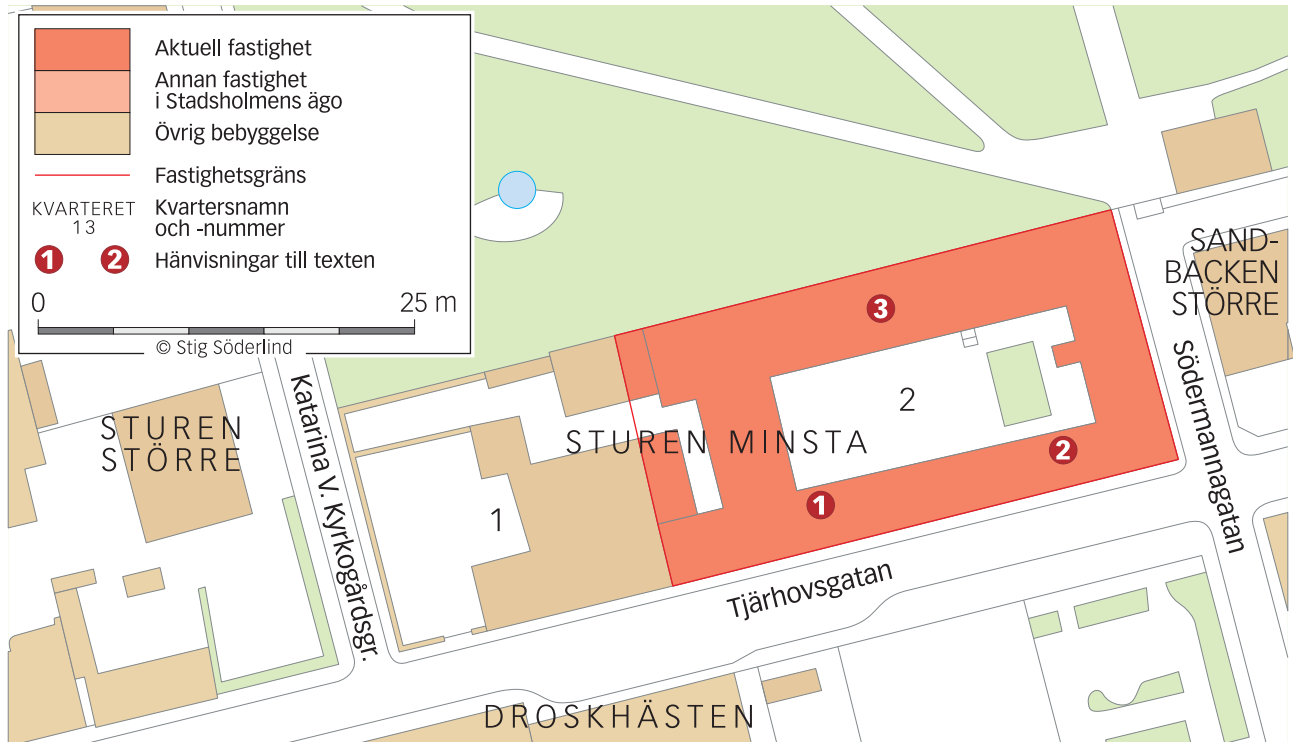 Aktuell fastighet
Annan fastighet
i Stadsholmens ägo
Övrig bebyggelse
Fastighetsgräns
KVARTERET
13
Kvartersnamn
och -nummer
1 2 Hänvisningar till texten
0 25 m
© Stig Söderlind
SAND-
BACKEN
STÖRRE
3
Södermannagatan
2
STUREN
STÖRRE
Katarina V. Kyrkogårdsgr.
STUREN MINSTA
2
1
1
Tjärhovsgatan
DROSKHÄSTEN